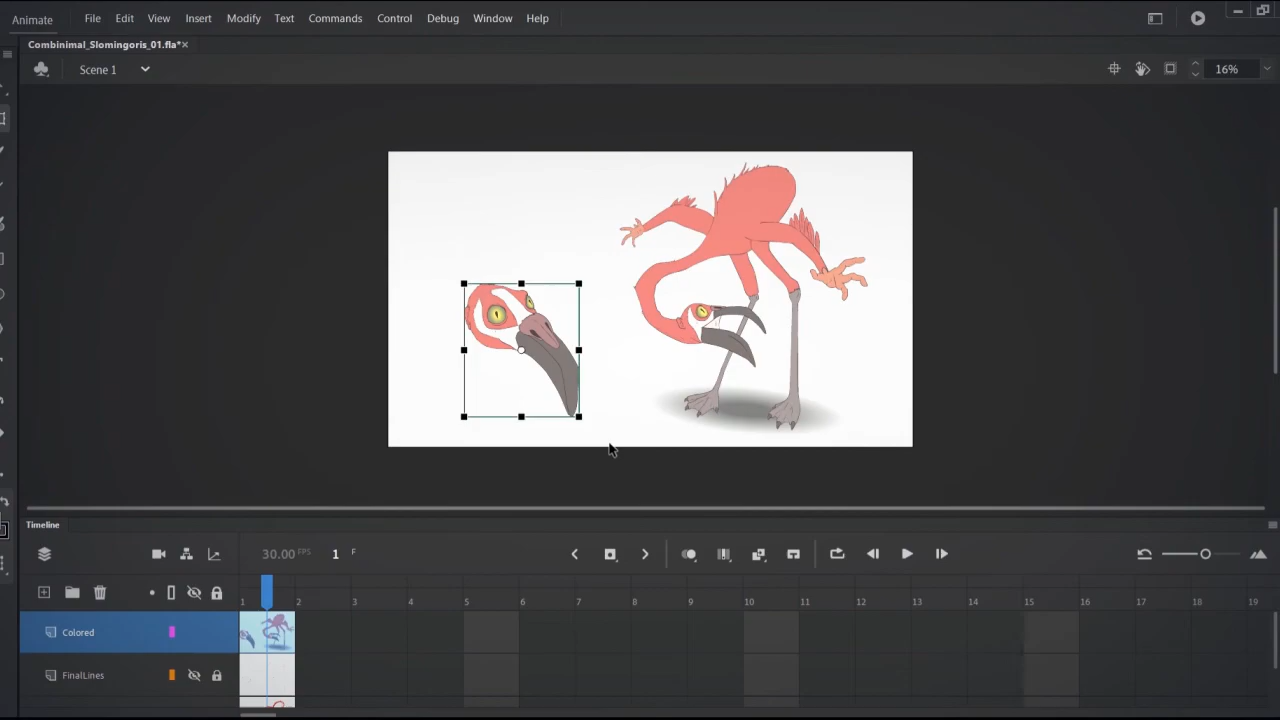 Animate File Edit View Insert Modify Text Commands Control Debug Window Help
Combinimal_Slomingoris_01.fla*
Scene 1 16%
Timeline
30.00 FPS 1 F
1 2 3 4 5 6 7 8 9 10 11 12 13 14 15 16 17 18 19
Colored
FinalLines